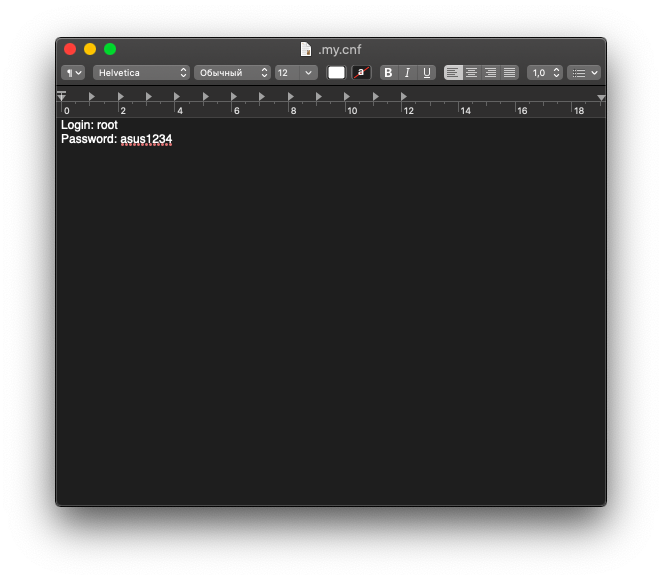 .my.cnf
¶ Helvetica Обычный 12 a B I U 1,0
0 2 4 6 8 10 12 14 16 18
Login: root
Password: asus1234